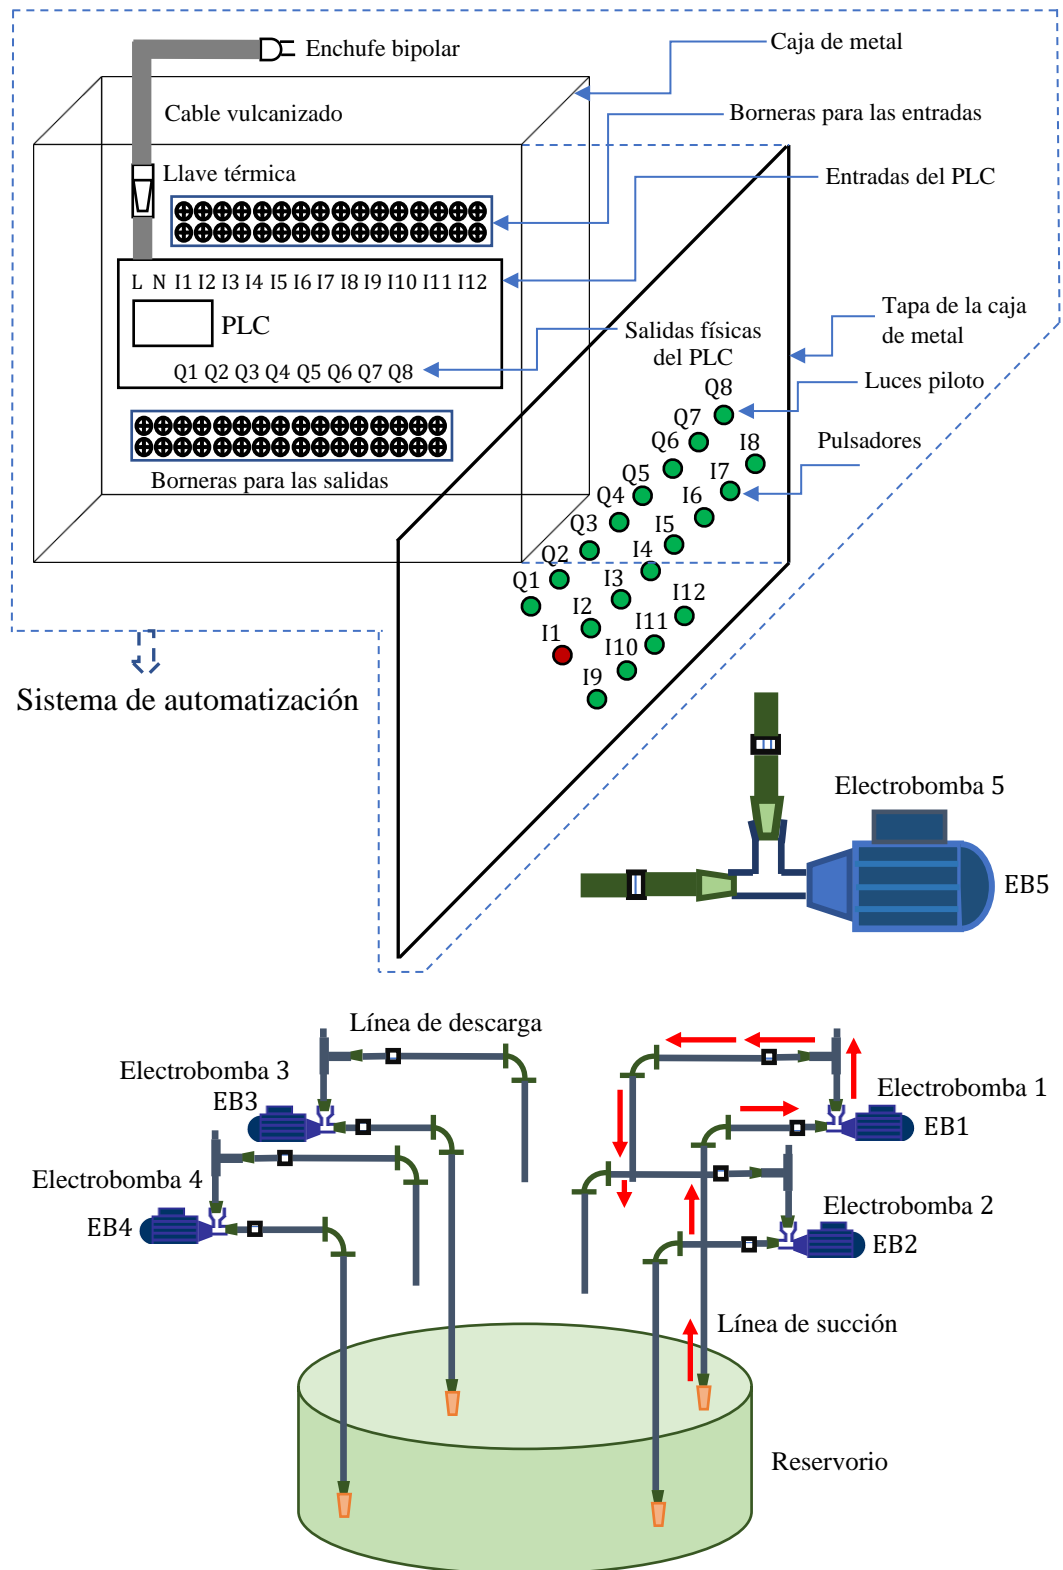 Enchufe bipolar
Caja de metal
Cable vulcanizado
Borneras para las entradas
Llave térmica
Entradas del PLC
L N I1 I2 I3 I4 I5 I6 I7 I8 I9 I10 I11 I12
PLC
Salidas físicas
del PLC
Tapa de la caja
de metal
Q1 Q2 Q3 Q4 Q5 Q6 Q7 Q8
Luces piloto
Q8
Q7
Pulsadores
Q6
I8
Borneras para las salidas
Q5
I7
Q4
I6
Q3
I5
Q2
I4
Q1
I3
I12
I2
I11
I1
I10
I9
Sistema de automatización
Electrobomba 5
EB5
Línea de descarga
Electrobomba 3
EB3
Electrobomba 1
EB1
Electrobomba 4
EB4
Electrobomba 2
EB2
Línea de succión
Reservorio